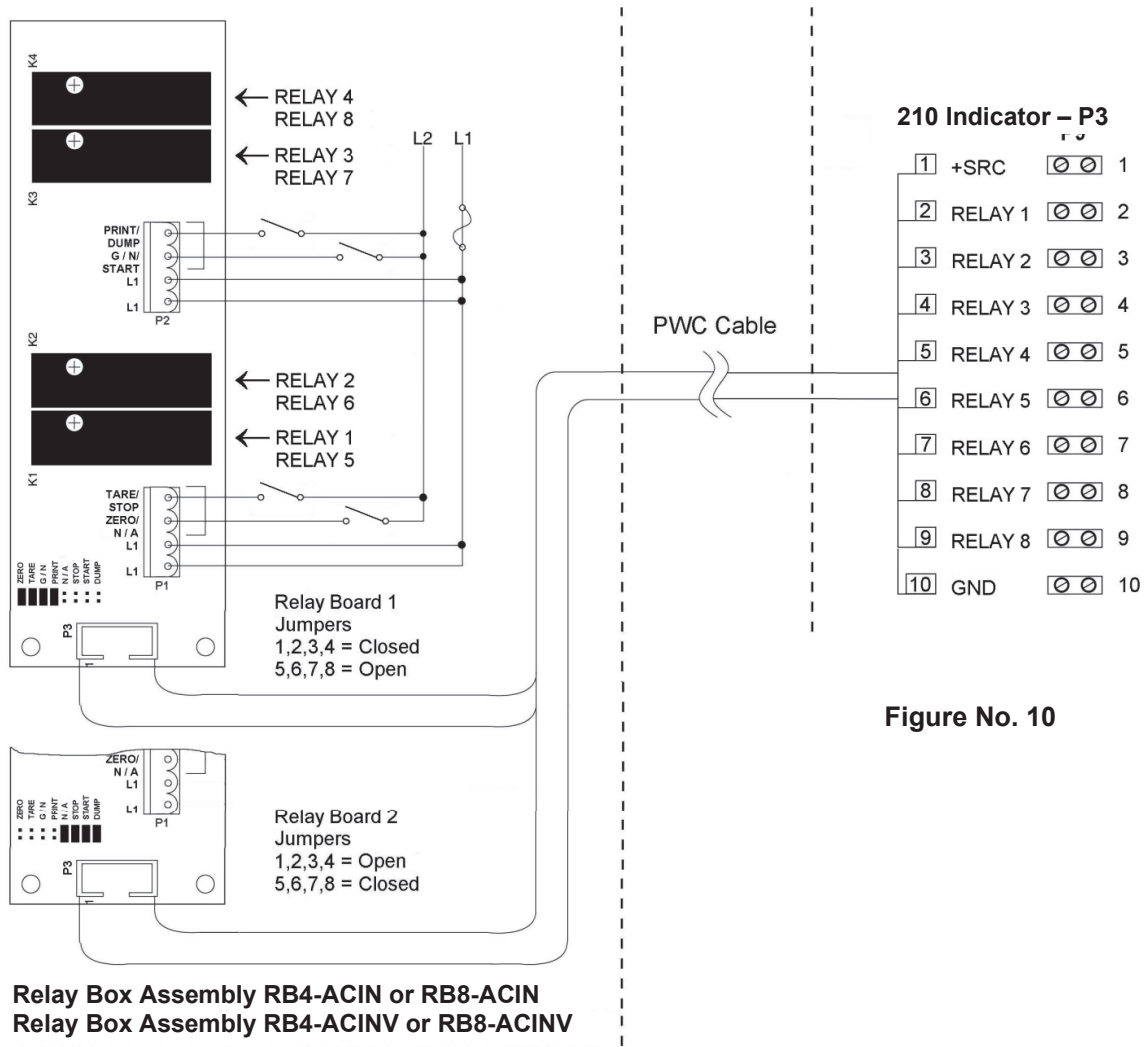 K4
RELAY 4
RELAY 8
RELAY 3
RELAY 7
K3
L2 L1
PRINT/
DUMP
G / N/
START
L1
L1
P2
K2
RELAY 2
RELAY 6
RELAY 1
RELAY 5
K1
TARE/
STOP
ZERO/
N / A
L1
L1
P1
ZERO
TARE
G / N
PRINT
N / A
STOP
START
DUMP
P3
1
Relay Board 1
Jumpers
1,2,3,4 = Closed
5,6,7,8 = Open
ZERO/
N / A
L1
L1
P1
ZERO
TARE
G / N
PRINT
N / A
STOP
START
DUMP
P3
1
Relay Board 2
Jumpers
1,2,3,4 = Open
5,6,7,8 = Closed
PWC Cable
210 Indicator – P3
1 +SRC 1
2 RELAY 1 2
3 RELAY 2 3
4 RELAY 3 4
5 RELAY 4 5
6 RELAY 5 6
7 RELAY 6 7
8 RELAY 7 8
9 RELAY 8 9
10 GND 10
Figure No. 10
Relay Box Assembly RB4-ACIN or RB8-ACIN
Relay Box Assembly RB4-ACINV or RB8-ACINV